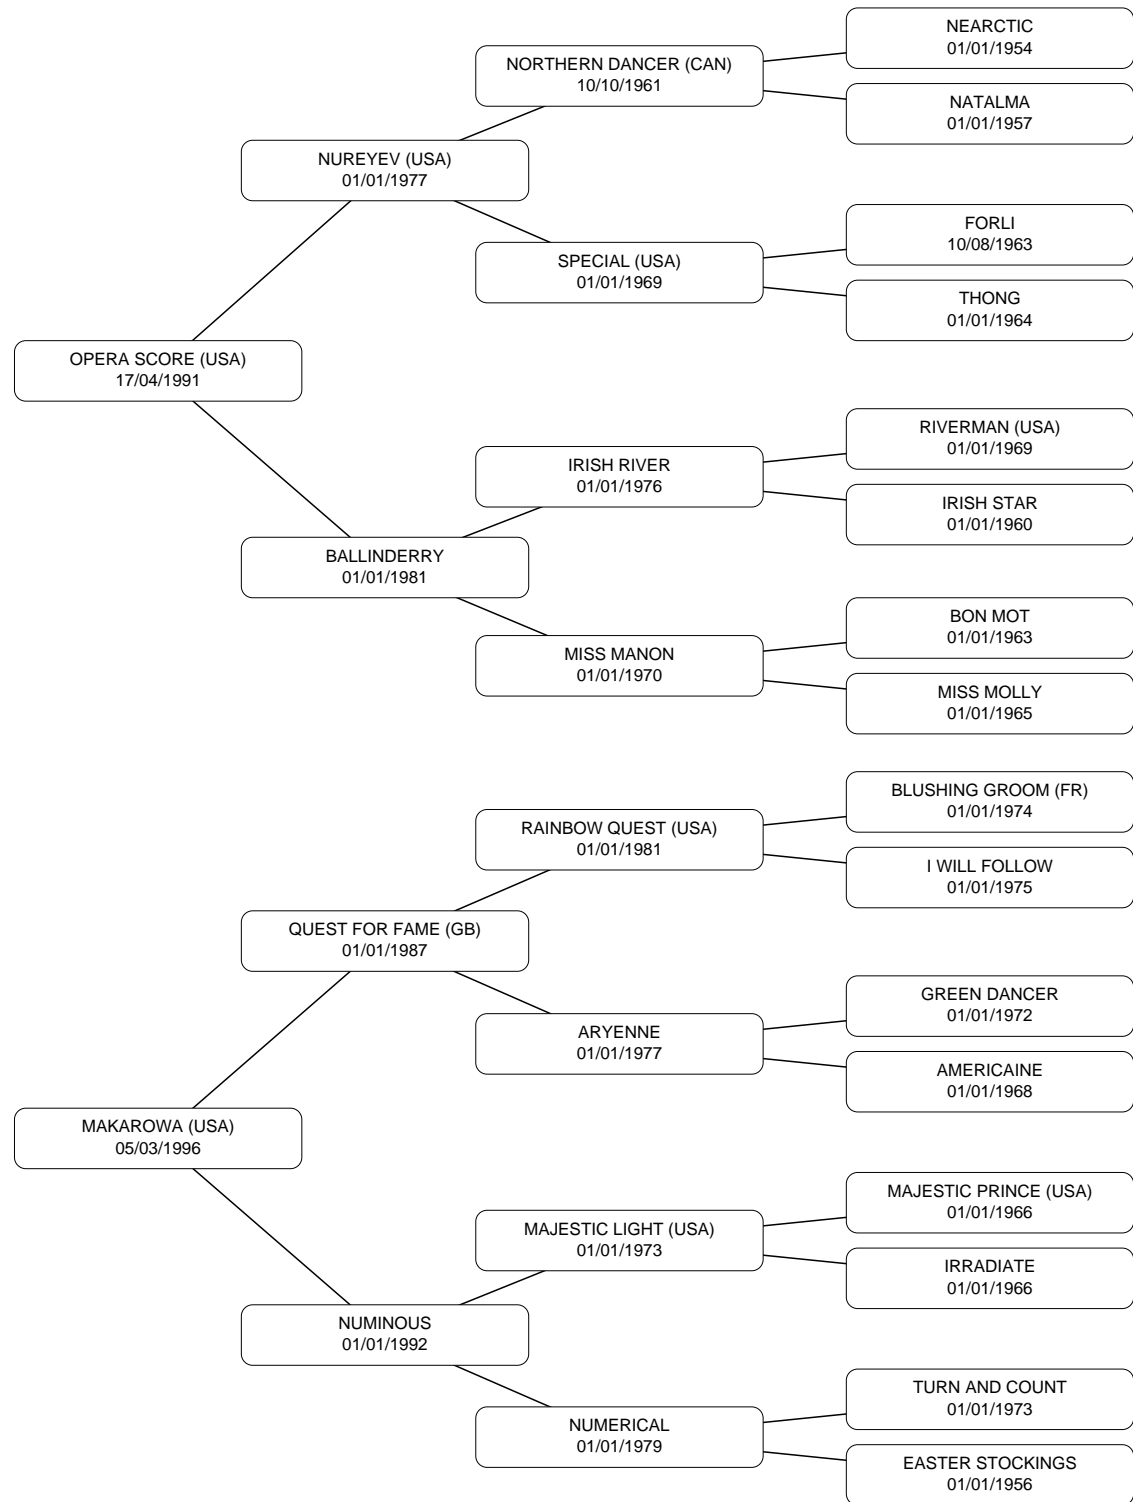 NEARCTIC
01/01/1954
NORTHERN DANCER (CAN)
10/10/1961
NATALMA
01/01/1957
NUREYEV (USA)
01/01/1977
FORLI
10/08/1963
SPECIAL (USA)
01/01/1969
THONG
01/01/1964
OPERA SCORE (USA)
17/04/1991
RIVERMAN (USA)
01/01/1969
IRISH RIVER
01/01/1976
IRISH STAR
01/01/1960
BALLINDERRY
01/01/1981
BON MOT
01/01/1963
MISS MANON
01/01/1970
MISS MOLLY
01/01/1965
BLUSHING GROOM (FR)
01/01/1974
RAINBOW QUEST (USA)
01/01/1981
I WILL FOLLOW
01/01/1975
QUEST FOR FAME (GB)
01/01/1987
GREEN DANCER
01/01/1972
ARYENNE
01/01/1977
AMERICAINE
01/01/1968
MAKAROWA (USA)
05/03/1996
MAJESTIC PRINCE (USA)
01/01/1966
MAJESTIC LIGHT (USA)
01/01/1973
IRRADIATE
01/01/1966
NUMINOUS
01/01/1992
TURN AND COUNT
01/01/1973
NUMERICAL
01/01/1979
EASTER STOCKINGS
01/01/1956